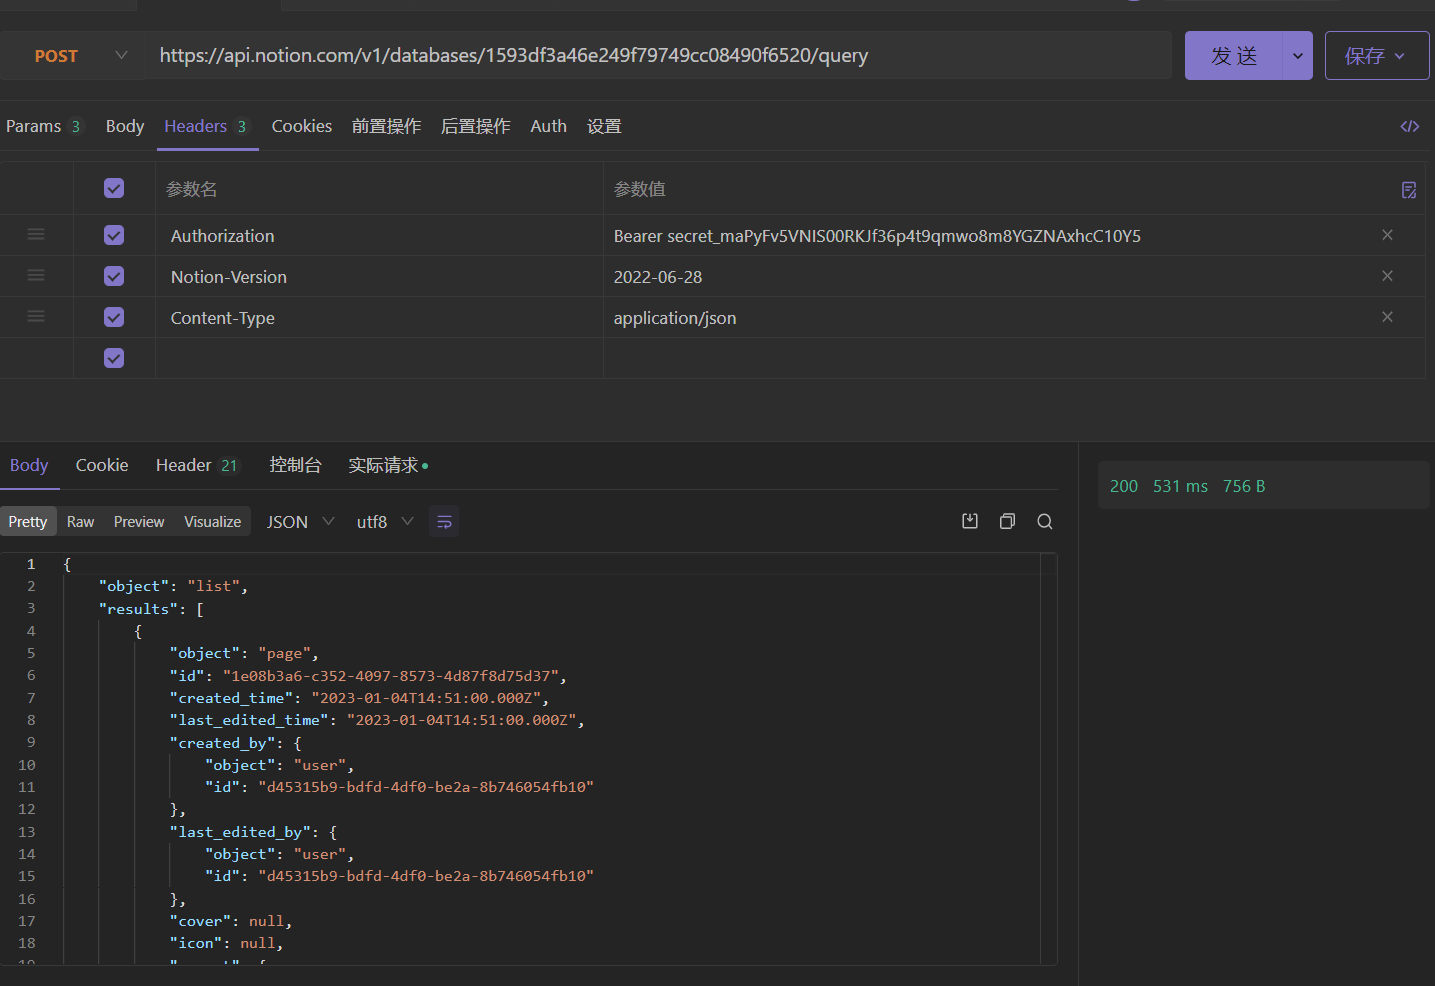 POST https://api.notion.com/v1/databases/1593df3a46e249f79749cc08490f6520/query 发 送 保存
Params 3 Body Headers 3 Cookies 前置操作 后置操作 Auth 设置
参数名 参数值
Authorization Bearer secret_maPyFv5VNIS00RKJf36p4t9qmwo8m8YGZNAxhcC10Y5
Notion-Version 2022-06-28
Content-Type application/json
Body Cookie Header 21 控制台 实际请求
200 531 ms 756 B
Pretty Raw Preview Visualize JSON utf8
1 {
2 "object": "list",
3 "results": [
4 {
5 "object": "page",
6 "id": "1e08b3a6-c352-4097-8573-4d87f8d75d37",
7 "created_time": "2023-01-04T14:51:00.000Z",
8 "last_edited_time": "2023-01-04T14:51:00.000Z",
9 "created_by": {
10 "object": "user",
11 "id": "d45315b9-bdfd-4df0-be2a-8b746054fb10"
12 },
13 "last_edited_by": {
14 "object": "user",
15 "id": "d45315b9-bdfd-4df0-be2a-8b746054fb10"
16 },
17 "cover": null,
18 "icon": null,